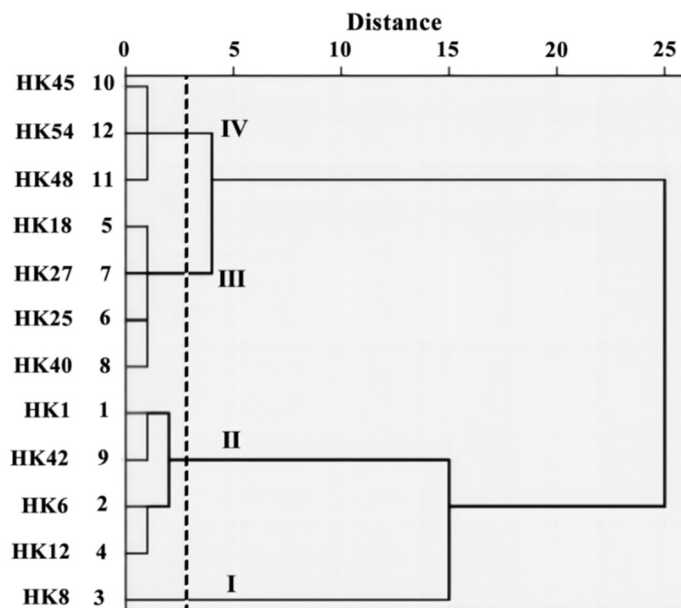 Distance
0 5 10 15 20 25
HK45 10
HK54 12 IV
HK48 11
HK18 5
HK27 7 III
HK25 6
HK40 8
HK1 1
II
HK42 9
HK6 2
HK12 4
I
HK8 3